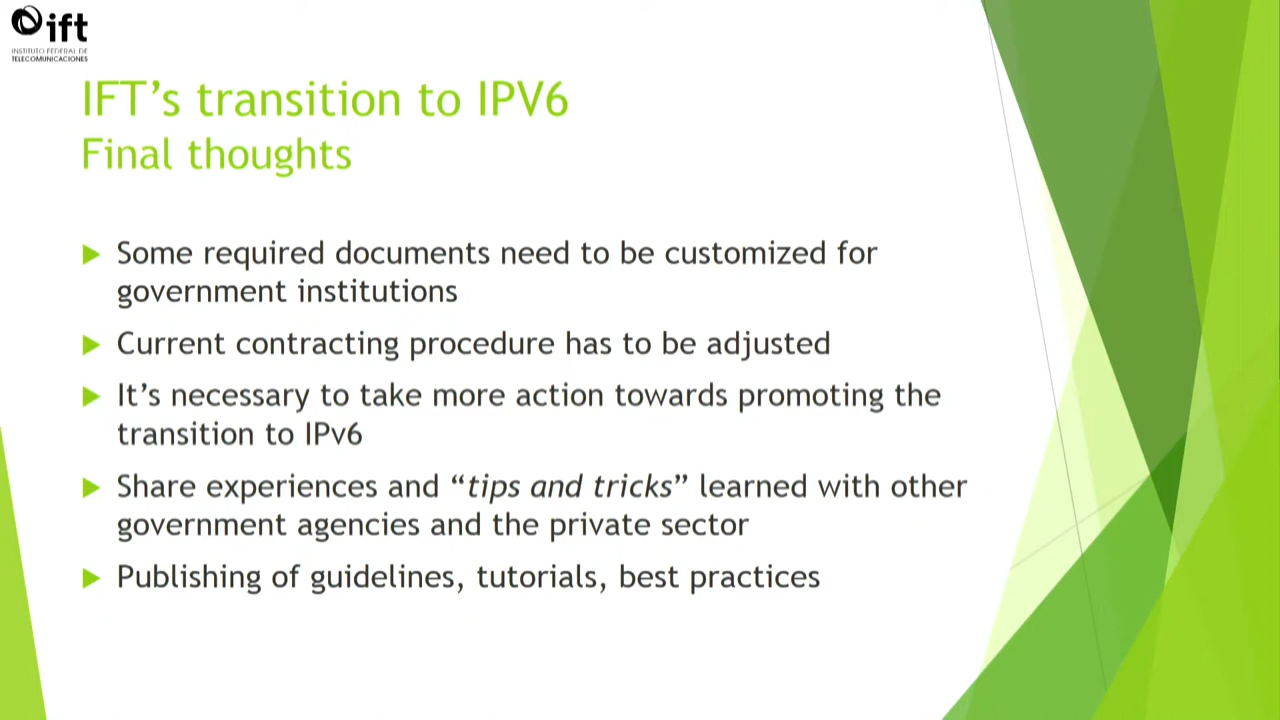 ift
INSTITUTO FEDERAL DE
TELECOMUNICACIONES
IFT’s transition to IPV6
Final thoughts
Some required documents need to be customized for
government institutions
Current contracting procedure has to be adjusted
It’s necessary to take more action towards promoting the
transition to IPv6
Share experiences and “tips and tricks” learned with other
government agencies and the private sector
Publishing of guidelines, tutorials, best practices